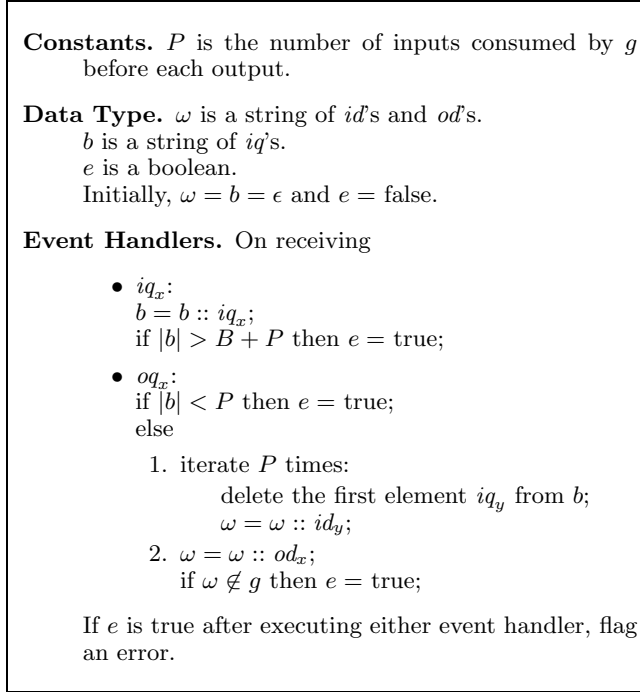 Constants. P is the number of inputs consumed by g
before each output.
Data Type. ω is a string of id's and od's.
b is a string of iq's.
e is a boolean.
Initially, ω = b = ϵ and e = false.
Event Handlers. On receiving
• iq_x:
b = b :: iq_x;
if |b| > B + P then e = true;
• oq_x:
if |b| < P then e = true;
else
1. iterate P times:
delete the first element iq_y from b;
ω = ω :: id_y;
2. ω = ω :: od_x;
if ω ∉ g then e = true;
If e is true after executing either event handler, flag
an error.